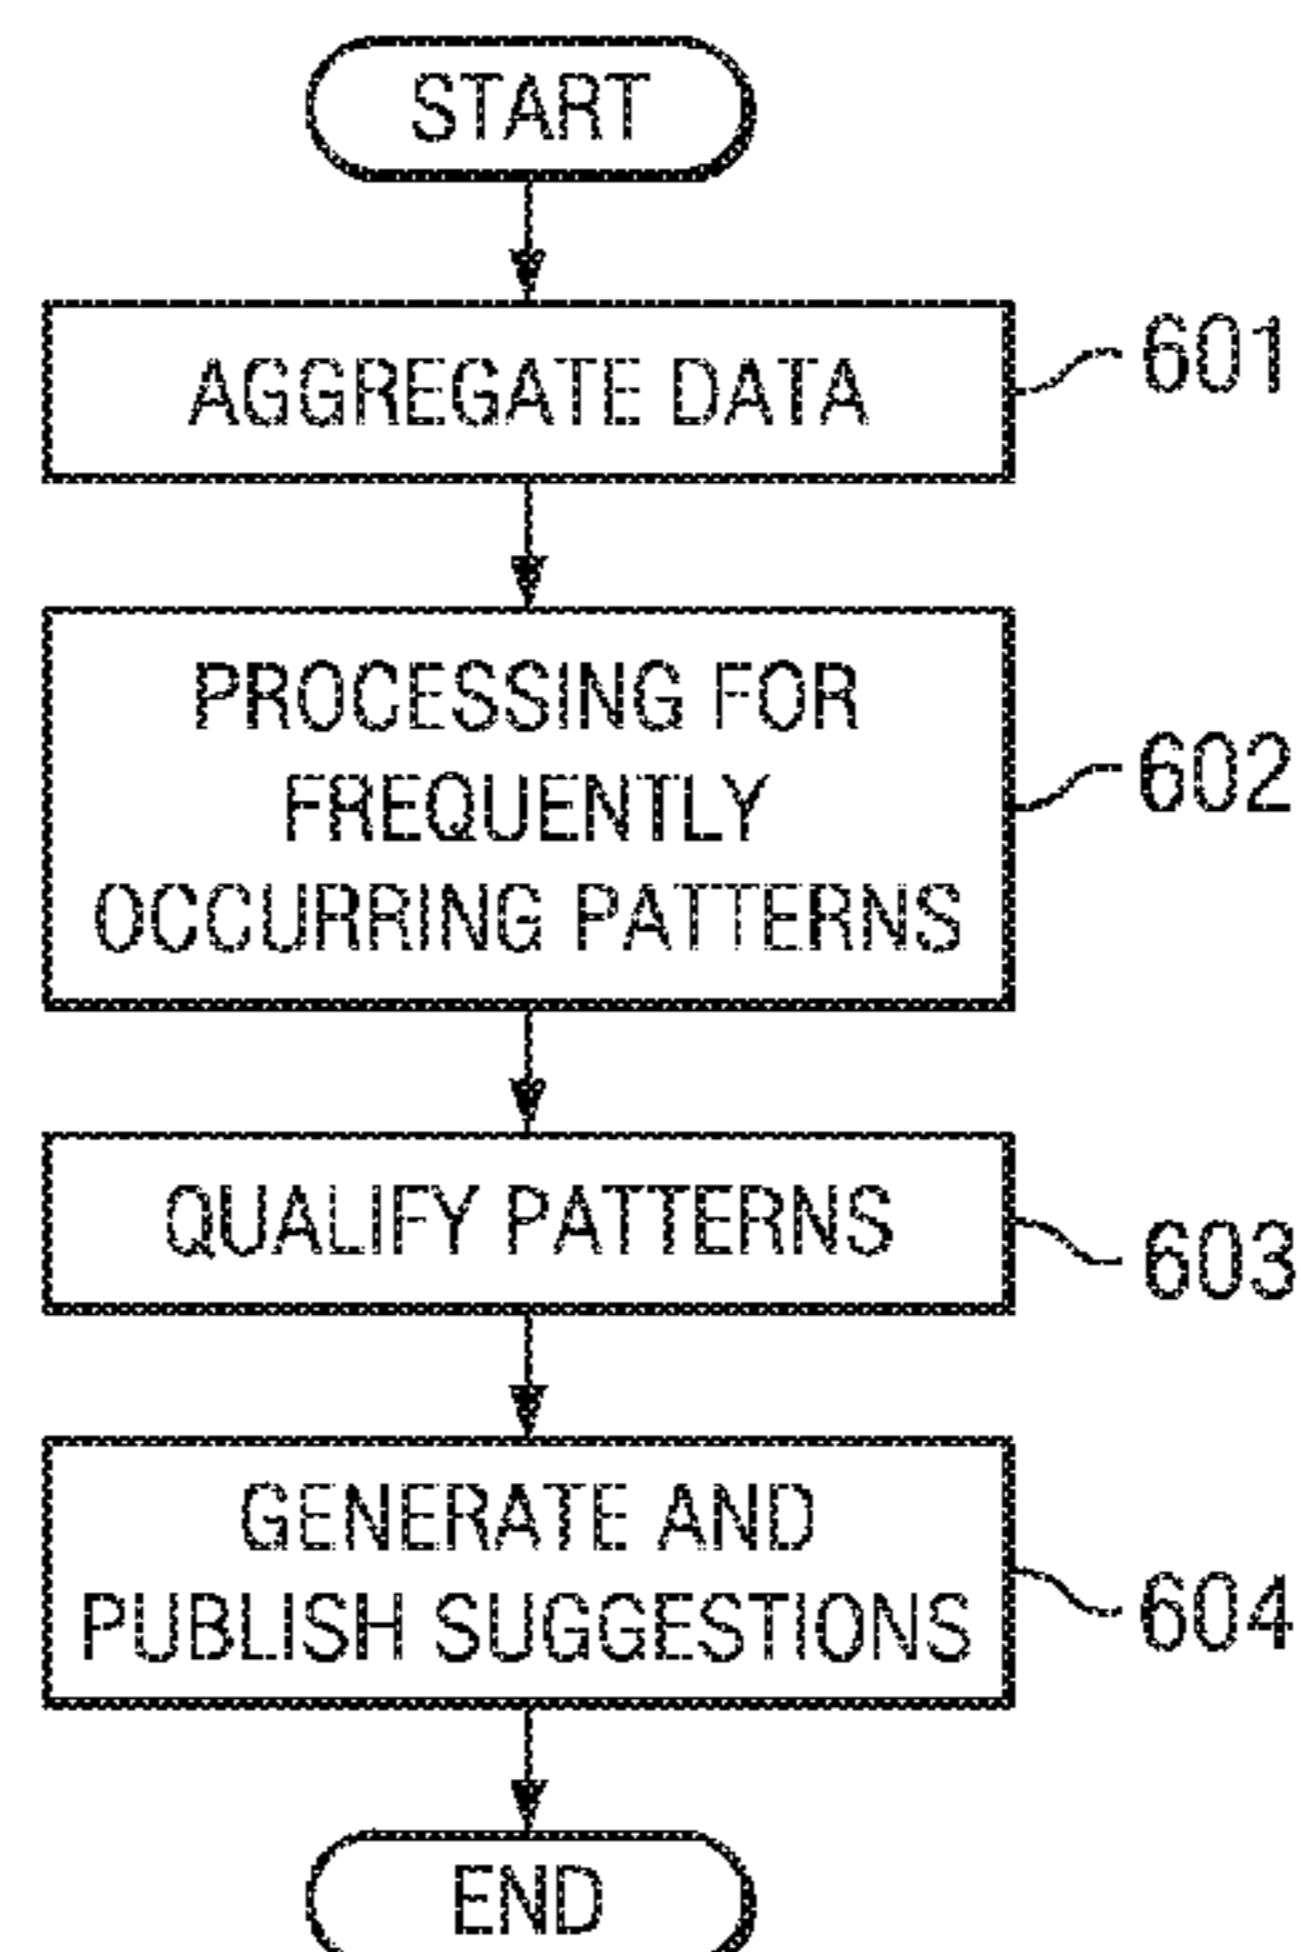 START
AGGREGATE DATA
601
PROCESSING FOR
FREQUENTLY
602
OCCURRING PATTERNS
QUALIFY PATTERNS
603
GENERATE AND
PUBLISH SUGGESTIONS
604
END